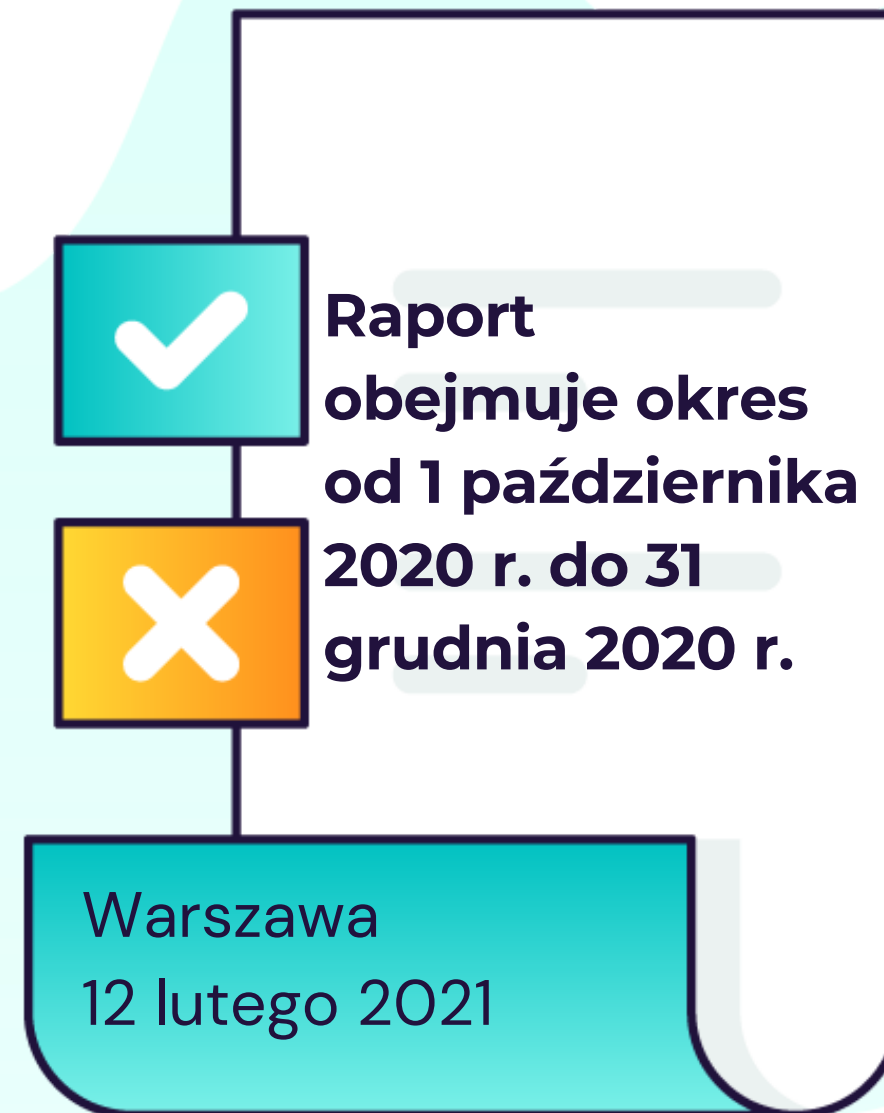 Raport
obejmuje okres
od 1 października
2020 r. do 31
grudnia 2020 r.
Warszawa
12 lutego 2021